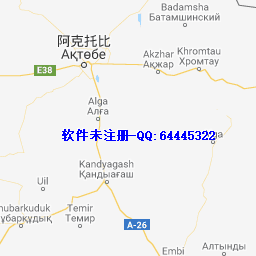 Badamsha
Батамшинский
阿克托比
Ақтөбе
Akzhar
Ақжар
Khromtau
Хромтау
E38
Alga
Алға
软件未注册-QQ:64445322
Kandyagash
Қандыағаш
Uil
Temir
Темир
A-26
Embi
Алтынды